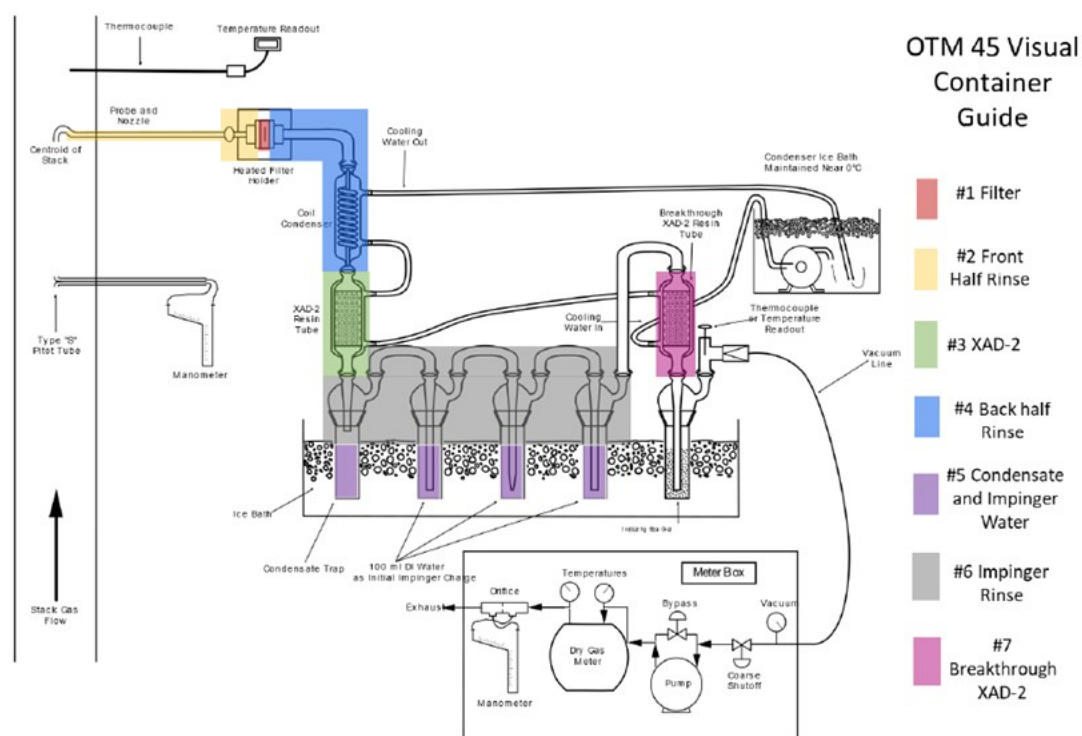 Thermocouple
Temperature Readout
OTM 45 Visual
Container
Guide
Probe and
Nozzle
Centroid of
Stack
Heated Filter
Holder
Cooling
Water Out
Condenser Ice Bath
Maintained Near 0°C
#1 Filter
Coil
Condenser
Breakthrough
XAD-2 Resin
Tube
#2 Front
Half Rinse
XAD-2
Resin
Tube
Cooling
Water In
Thermocouple
or Temperature
Readout
Type "S"
Pitot Tube
Manometer
#3 XAD-2
Vacuum
Line
#4 Back half
Rinse
Ice Bath
Condensate Trap
100 ml DI Water
as Initial Impinger Charge
#5 Condensate
and Impinger
Water
Stack Gas
Flow
Meter Box
Temperatures
Orifice
Exhaust
Bypass
Vacuum
#6 Impinger
Rinse
Dry Gas
Meter
Pump
Coarse
Shutoff
Manometer
#7
Breakthrough
XAD-2